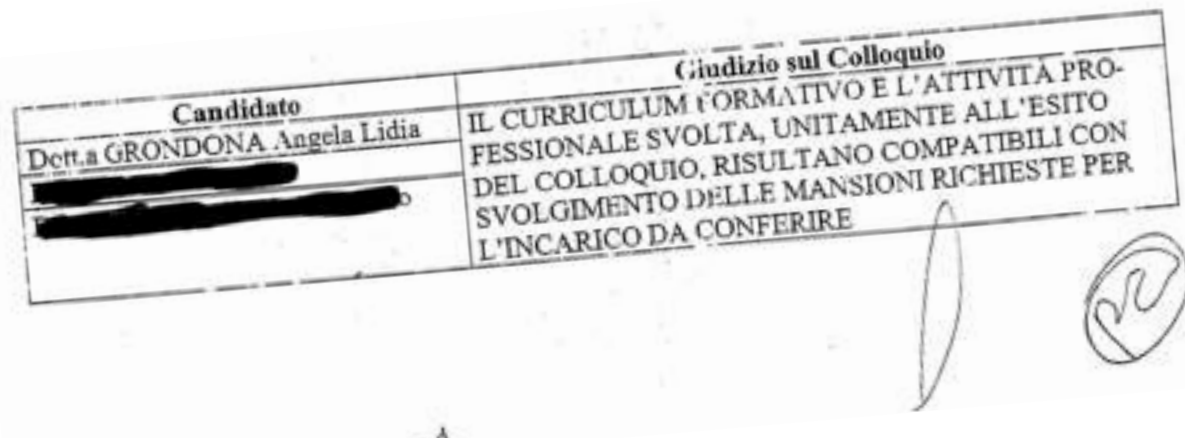 Candidato
Giudizio sul Colloquio
Dott.a GRONDONA Angela Lidia
IL CURRICULUM FORMATIVO E L'ATTIVITÀ PRO-
FESSIONALE SVOLTA, UNITAMENTE ALL'ESITO
DEL COLLOQUIO, RISULTANO COMPATIBILI CON
SVOLGIMENTO DELLE MANSIONI RICHIESTE PER
L'INCARICO DA CONFERIRE